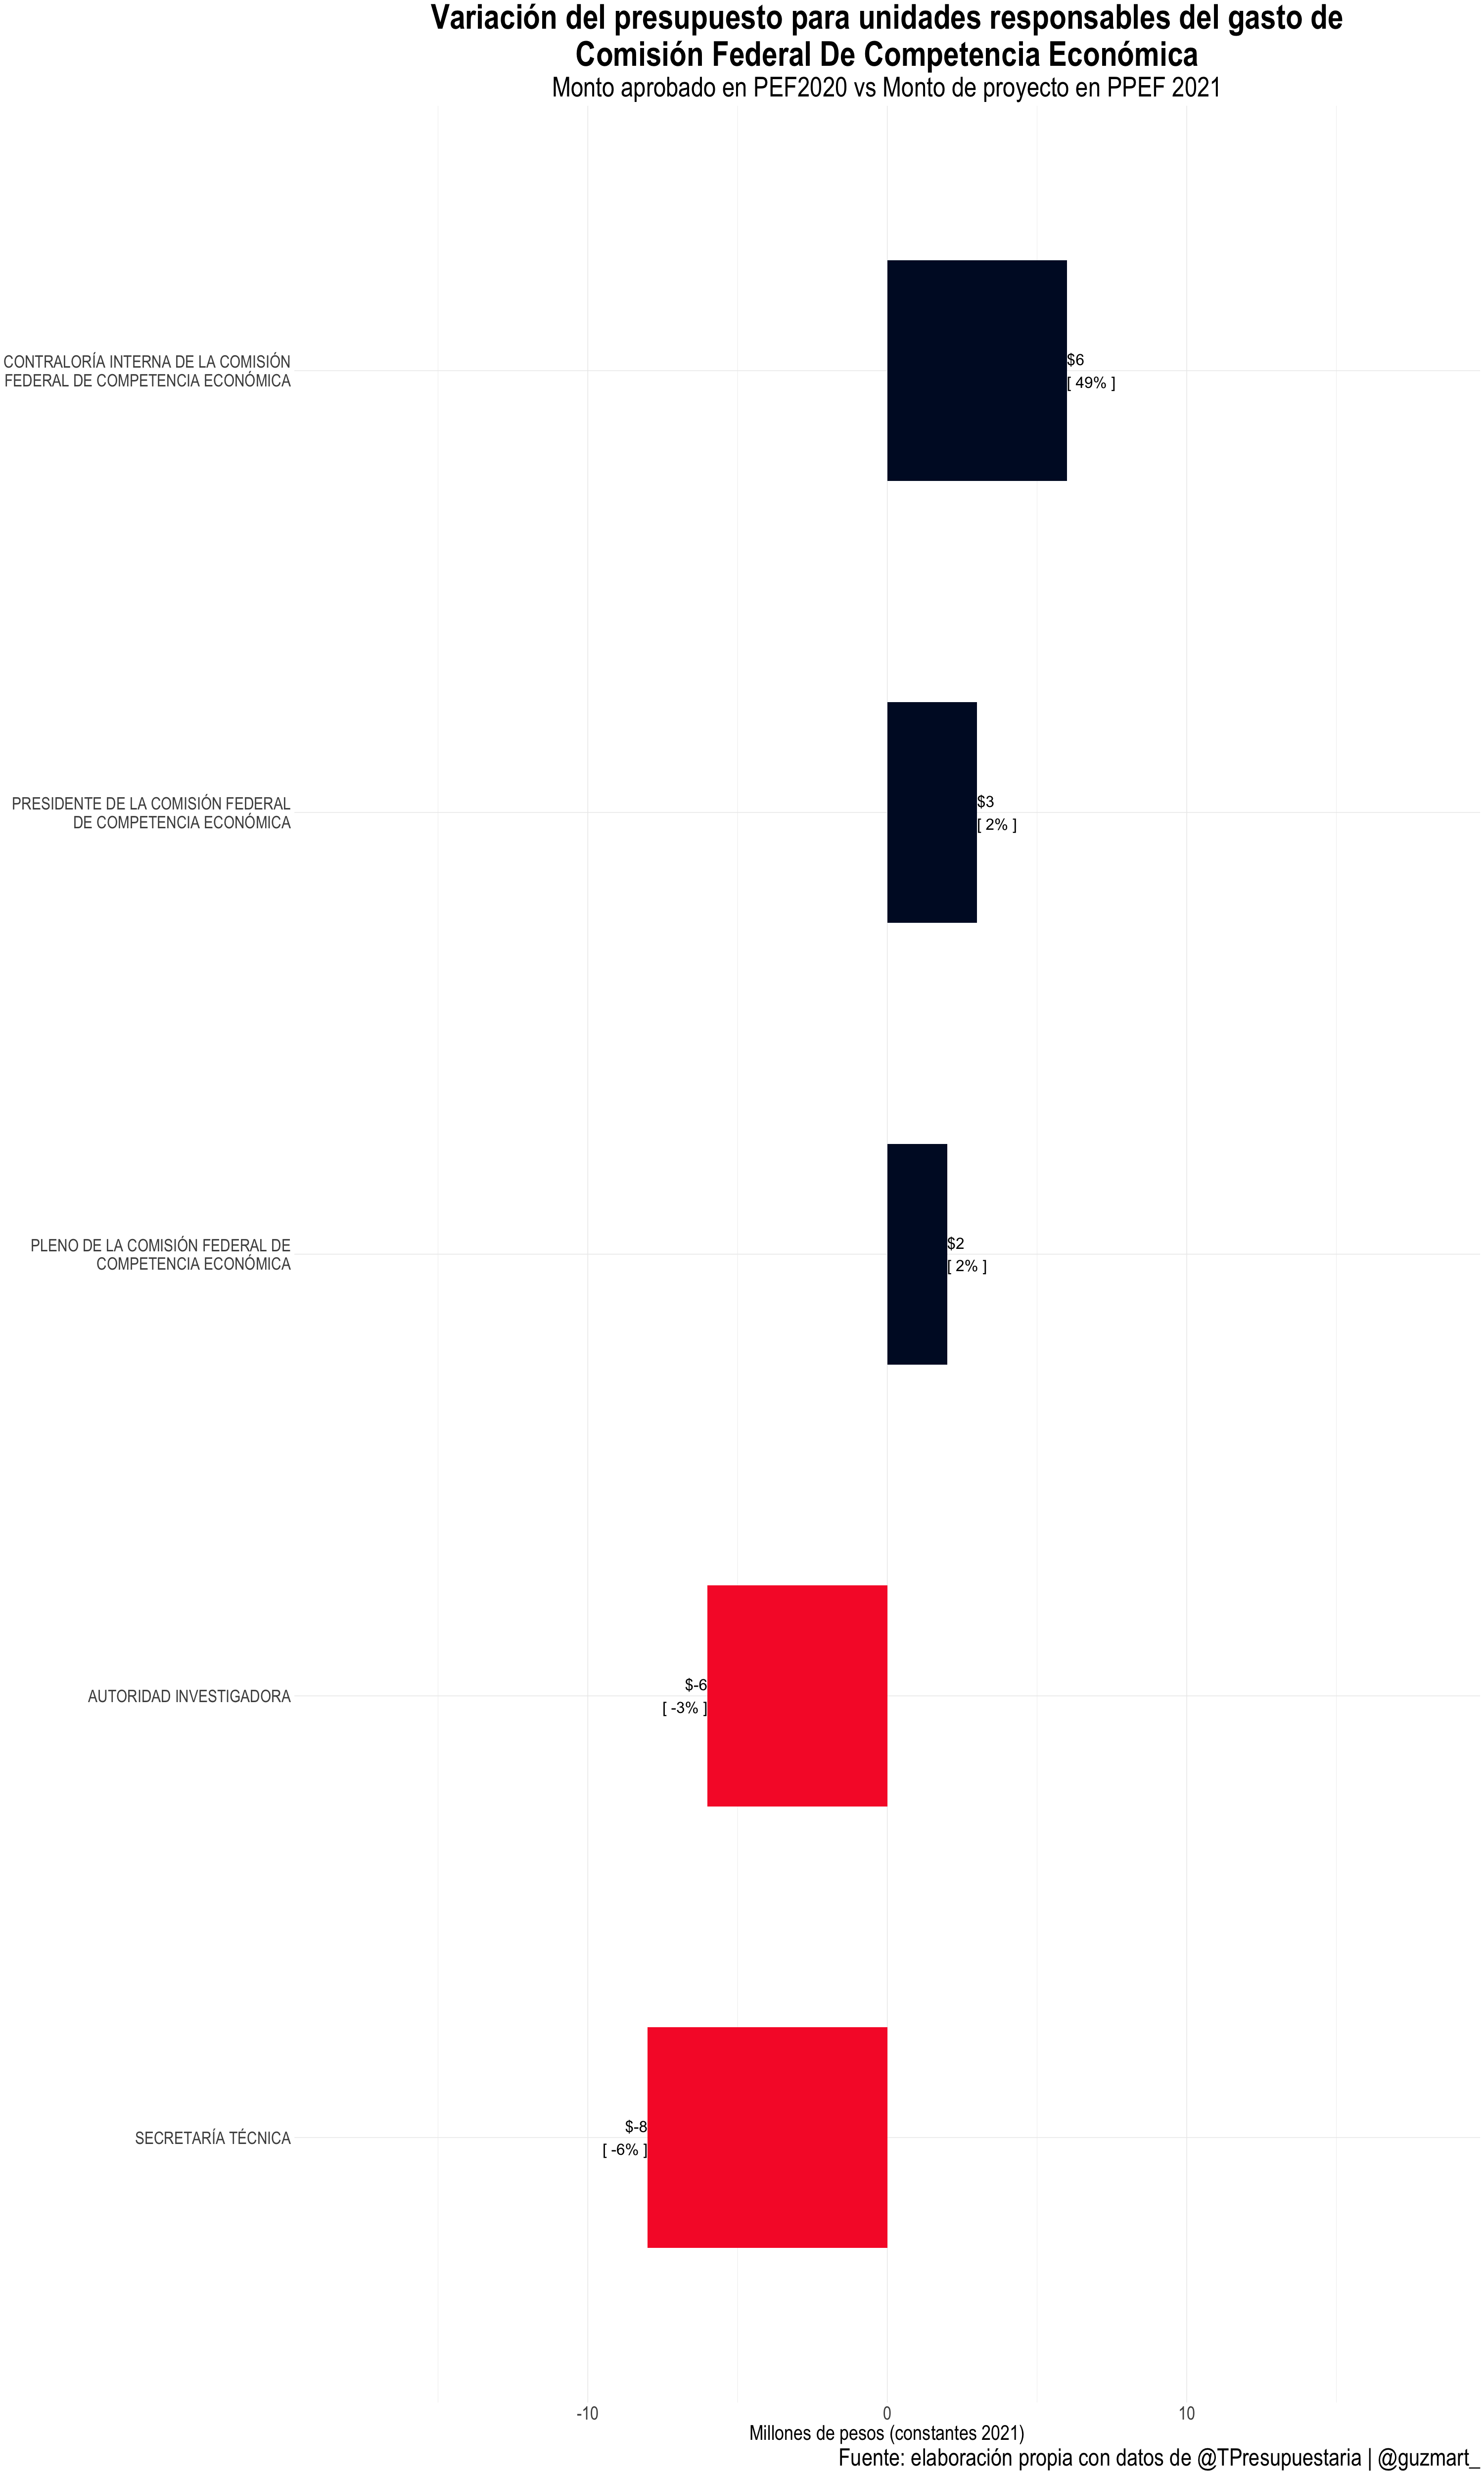 Variación del presupuesto para unidades responsables del gasto de
Comisión Federal De Competencia Económica
Monto aprobado en PEF2020 vs Monto de proyecto en PPEF 2021
CONTRALORÍA INTERNA DE LA COMISIÓN
FEDERAL DE COMPETENCIA ECONÓMICA
$6
[ 49% ]
PRESIDENTE DE LA COMISIÓN FEDERAL
DE COMPETENCIA ECONÓMICA
$3
[ 2% ]
PLENO DE LA COMISIÓN FEDERAL DE
COMPETENCIA ECONÓMICA
$2
[ 2% ]
AUTORIDAD INVESTIGADORA
$-6
[ -3% ]
SECRETARÍA TÉCNICA
$-8
[ -6% ]
-10 0 10
Millones de pesos (constantes 2021)
Fuente: elaboración propia con datos de @TPresupuestaria | @guzmart_